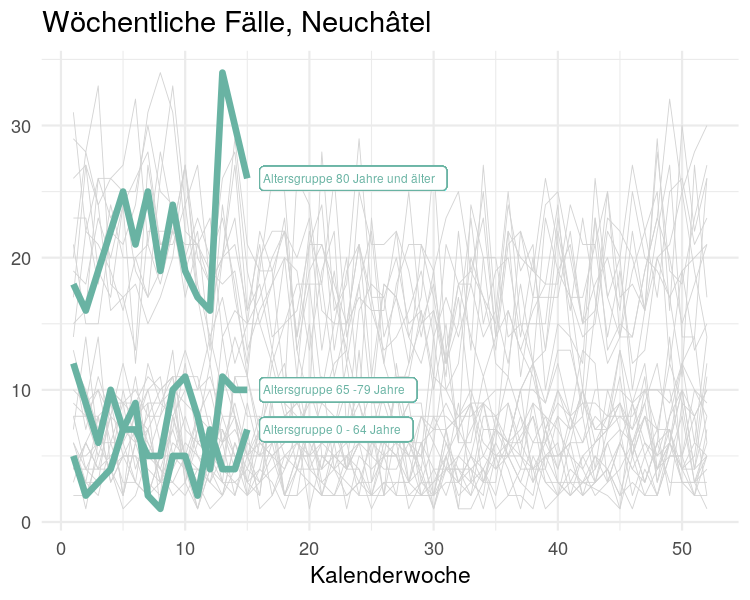 Wöchentliche Fälle, Neuchâtel
30
20
10
0
Altersgruppe 80 Jahre und älter
Altersgruppe 65 -79 Jahre
Altersgruppe 0 - 64 Jahre
0 10 20 30 40 50
Kalenderwoche